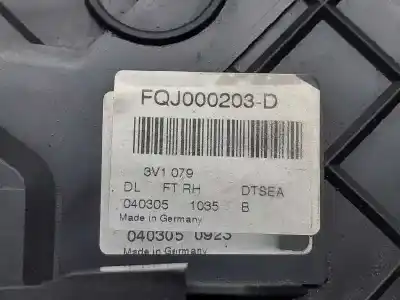 FQJ000203-D
3V1 079
DL FT RH DTSEA
040305 1035 B
Made in Germany
040305 0923
Made in Germany